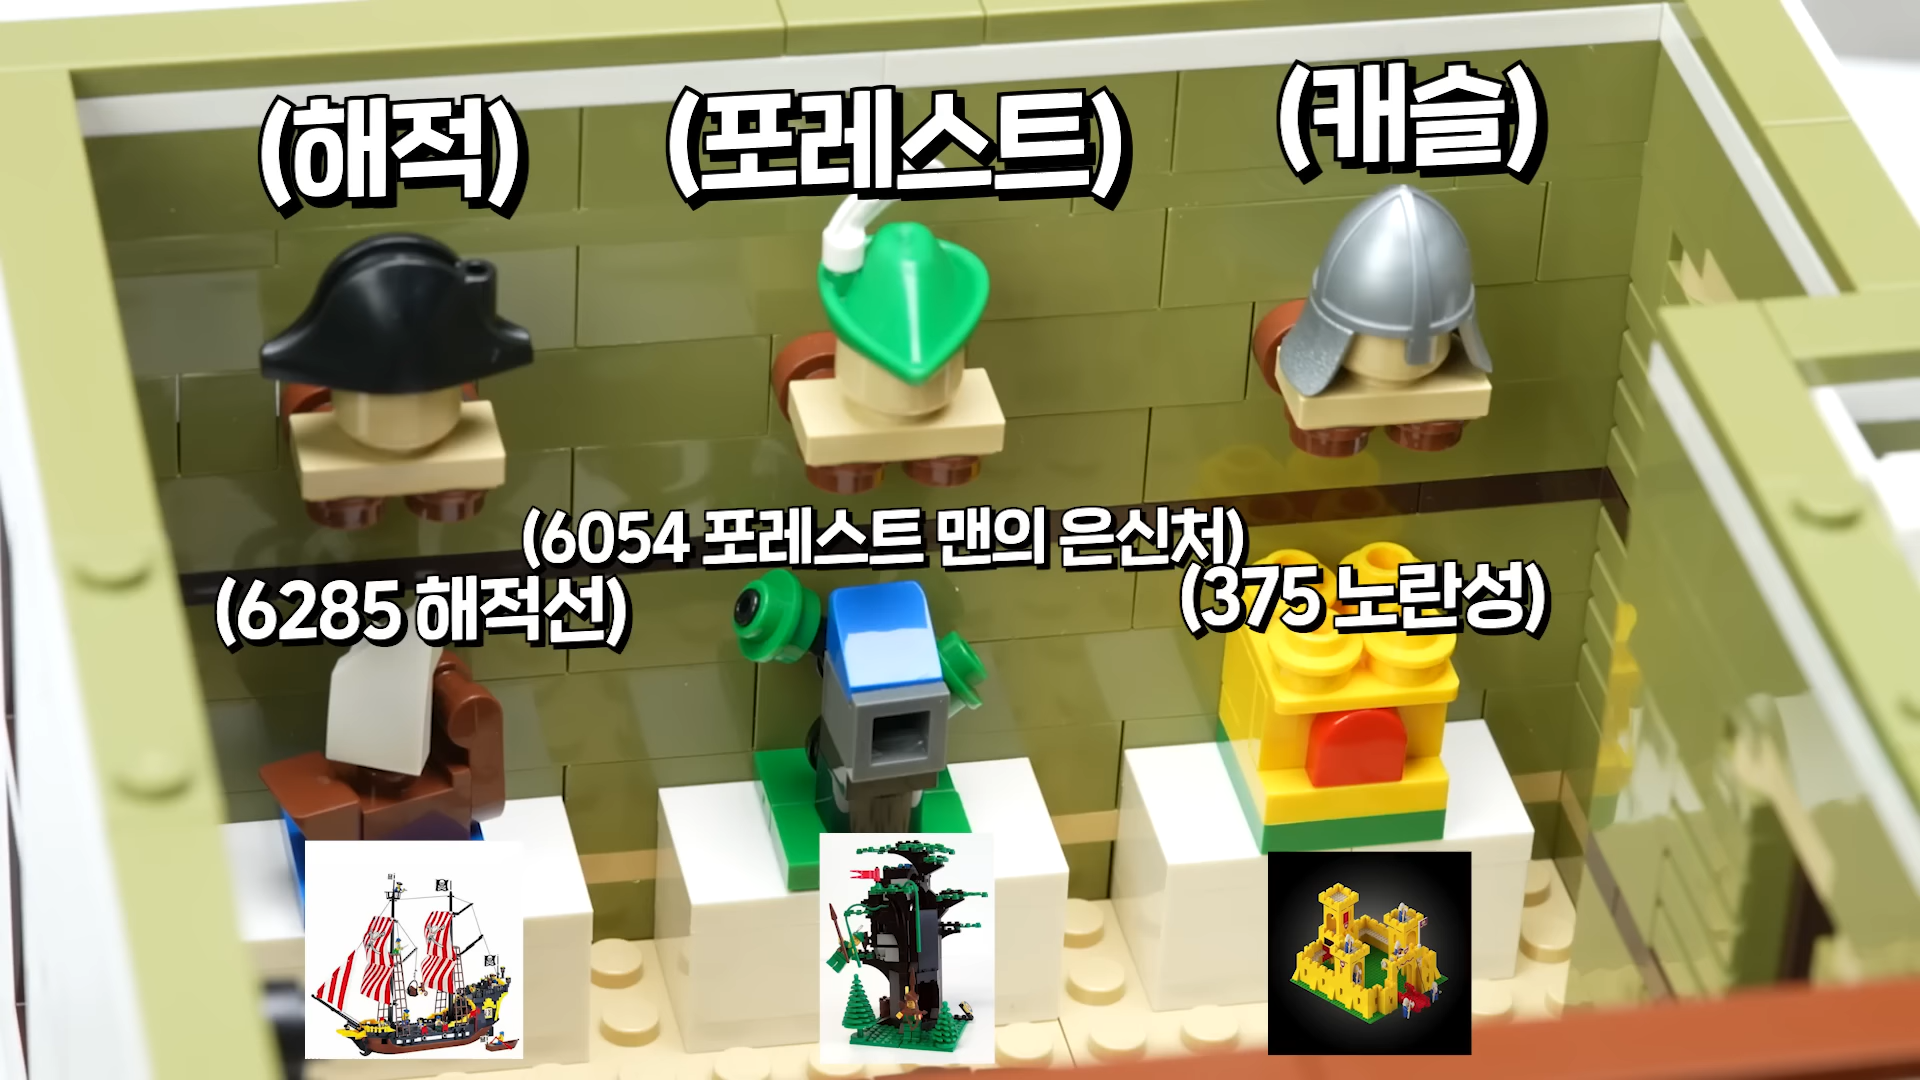 (해적)
(포레스트)
(캐슬)
(6054 포레스트 맨의 은신처)
(6285 해적선)
(375 노란성)